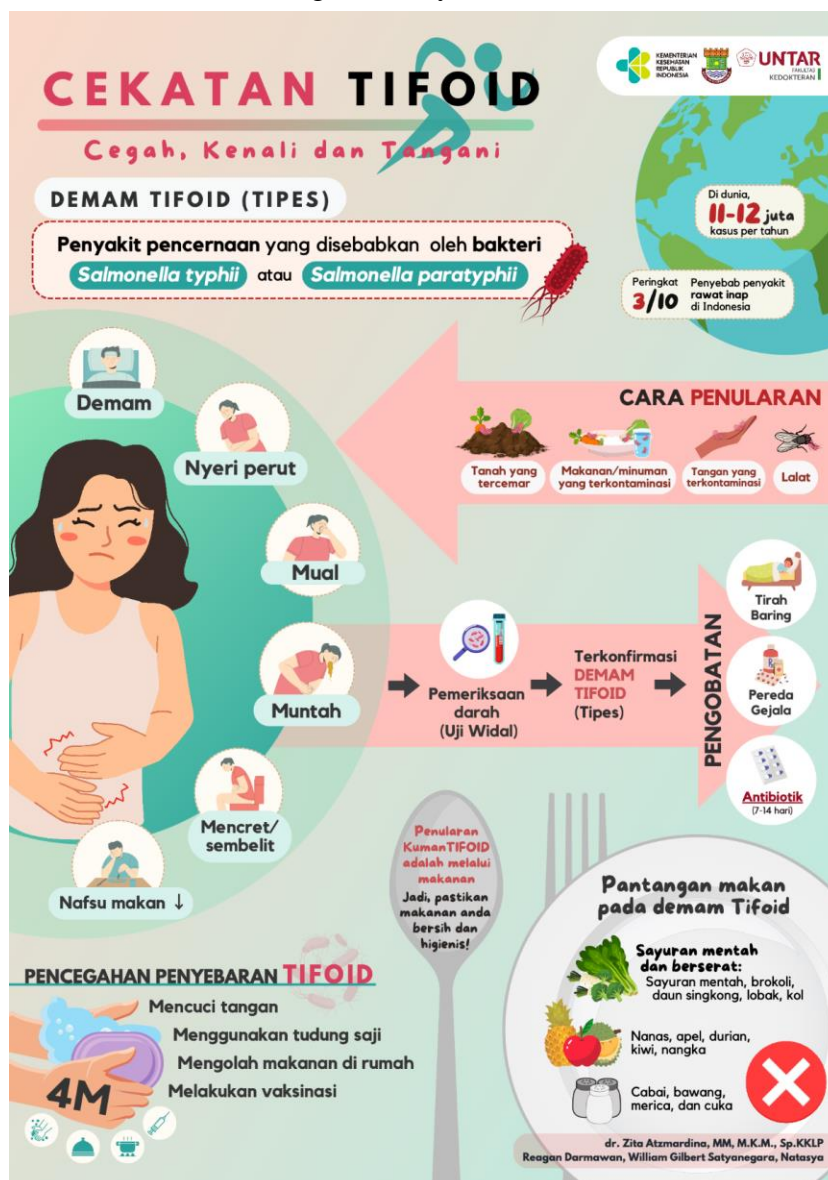 CEKATAN TIFOID
Cegah, Kenali dan Tangani
KEMENTERIAN
KESEHATAN
REPUBLIK
INDONESIA
UNTAR
FAKULTAS
KEDOKTERAN
DEMAM TIFOID (TIPES)
Penyakit pencernaan yang disebabkan oleh bakteri
Salmonella typhii atau Salmonella paratyphii
Di dunia,
11-12 juta
kasus per tahun
Peringkat
3/10
Penyebab penyakit
rawat inap
di Indonesia
CARA PENULARAN
Tanah yang
tercemar
Makanan/minuman
yang terkontaminasi
Tangan yang
terkontaminasi
Lalat
Demam
Nyeri perut
Mual
Muntah
Mencret/
sembelit
Nafsu makan ↓
Pemeriksaan
darah
(Uji Widal)
Terkonfirmasi
DEMAM
TIFOID
(Tipes)
PENGOBATAN
Tirah
Baring
Pereda
Gejala
Antibiotik
(7-14 hari)
Penularan
KumanTIFOID
adalah melalui
makanan
Jadi, pastikan
makanan anda
bersih dan
higienis!
Pantangan makan
pada demam Tifoid
Sayuran mentah
dan berserat:
Sayuran mentah, brokoli,
daun singkong, lobak, kol
Nanas, apel, durian,
kiwi, nangka
Cabai, bawang,
merica, dan cuka
PENCEGAHAN PENYEBARAN TIFOID
Mencuci tangan
Menggunakan tudung saji
Mengolah makanan di rumah
Melakukan vaksinasi
4M
dr. Zita Atzmardina, MM, M.K.M., Sp.KKLP
Reagan Darmawan, William Gilbert Satyanegara, Natasya